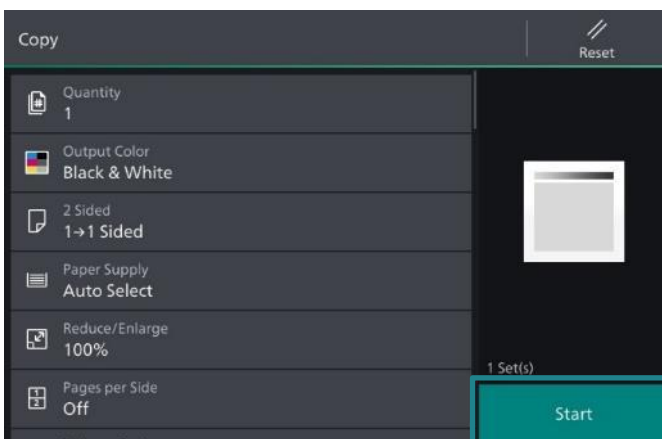 Copy
Reset
Quantity
1
Output Color
Black & White
2 Sided
1→1 Sided
Paper Supply
Auto Select
Reduce/Enlarge
100%
Pages per Side
Off
1 Set(s)
Start